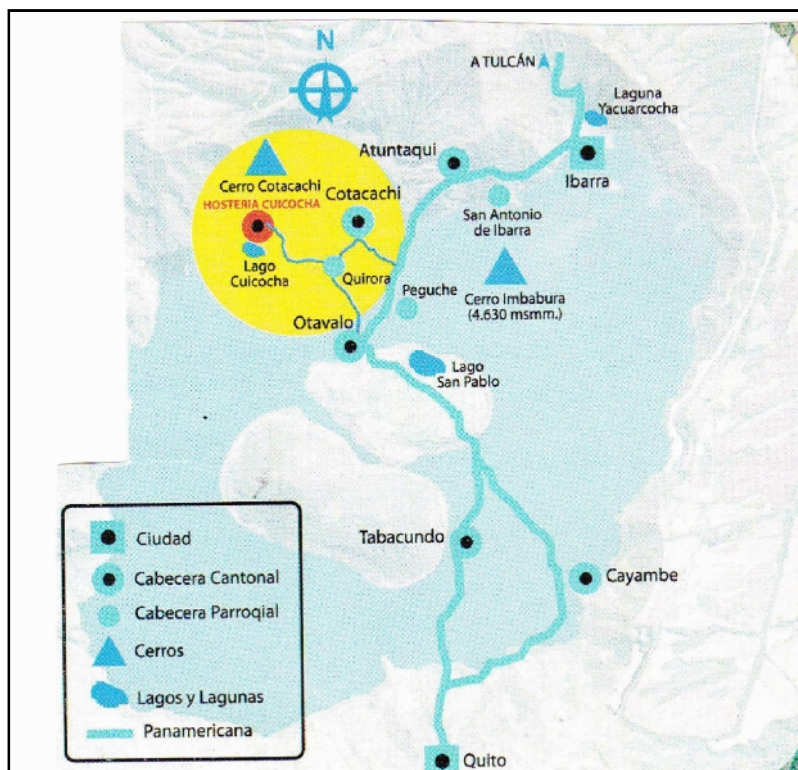 N
A TULCÁN
Laguna
Yacuarcocha
Atuntaqui
Ibarra
Cerro Cotacachi
Cotacachi
HOSTERIA CUICOCHA
San Antonio
de Ibarra
Lago
Cuicocha
Quirora
Peguche
Cerro Imbabura
(4.630 msmm.)
Otavalo
Lago
San Pablo
Tabacundo
Cayambe
Quito
Ciudad
Cabecera Cantonal
Cabecera Parroqial
Cerros
Lagos y Lagunas
Panamericana